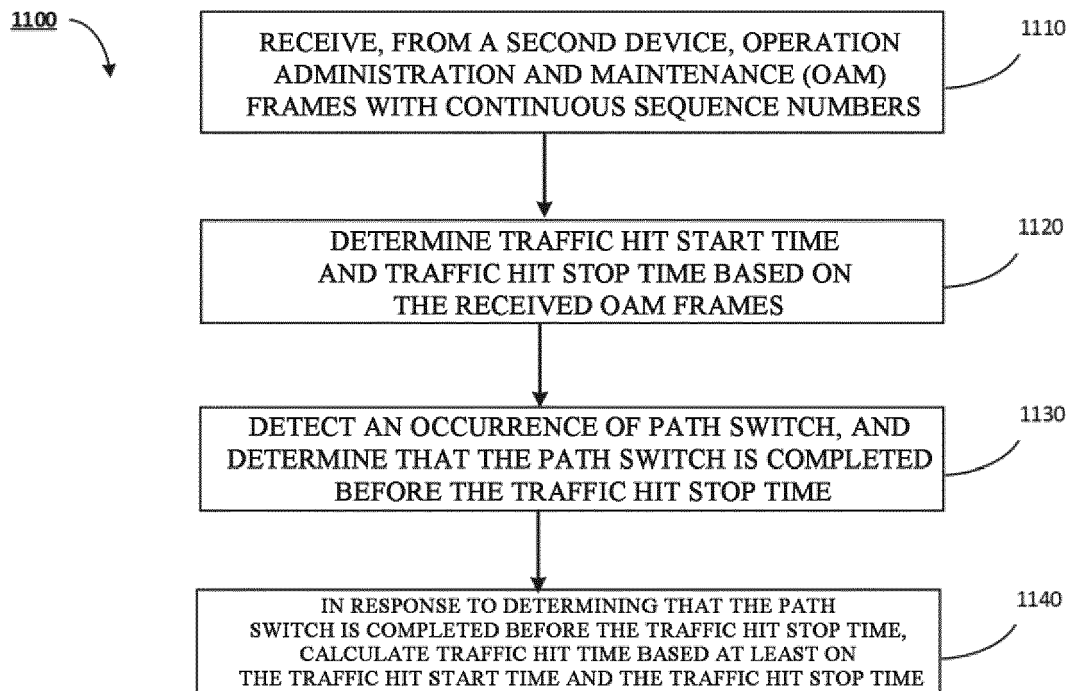 1100
RECEIVE, FROM A SECOND DEVICE, OPERATION
ADMINISTRATION AND MAINTENANCE (OAM)
FRAMES WITH CONTINUOUS SEQUENCE NUMBERS
1110
DETERMINE TRAFFIC HIT START TIME
AND TRAFFIC HIT STOP TIME BASED ON
THE RECEIVED OAM FRAMES
1120
DETECT AN OCCURRENCE OF PATH SWITCH, AND
DETERMINE THAT THE PATH SWITCH IS COMPLETED
BEFORE THE TRAFFIC HIT STOP TIME
1130
IN RESPONSE TO DETERMINING THAT THE PATH
SWITCH IS COMPLETED BEFORE THE TRAFFIC HIT STOP TIME,
CALCULATE TRAFFIC HIT TIME BASED AT LEAST ON
THE TRAFFIC HIT START TIME AND THE TRAFFIC HIT STOP TIME
1140